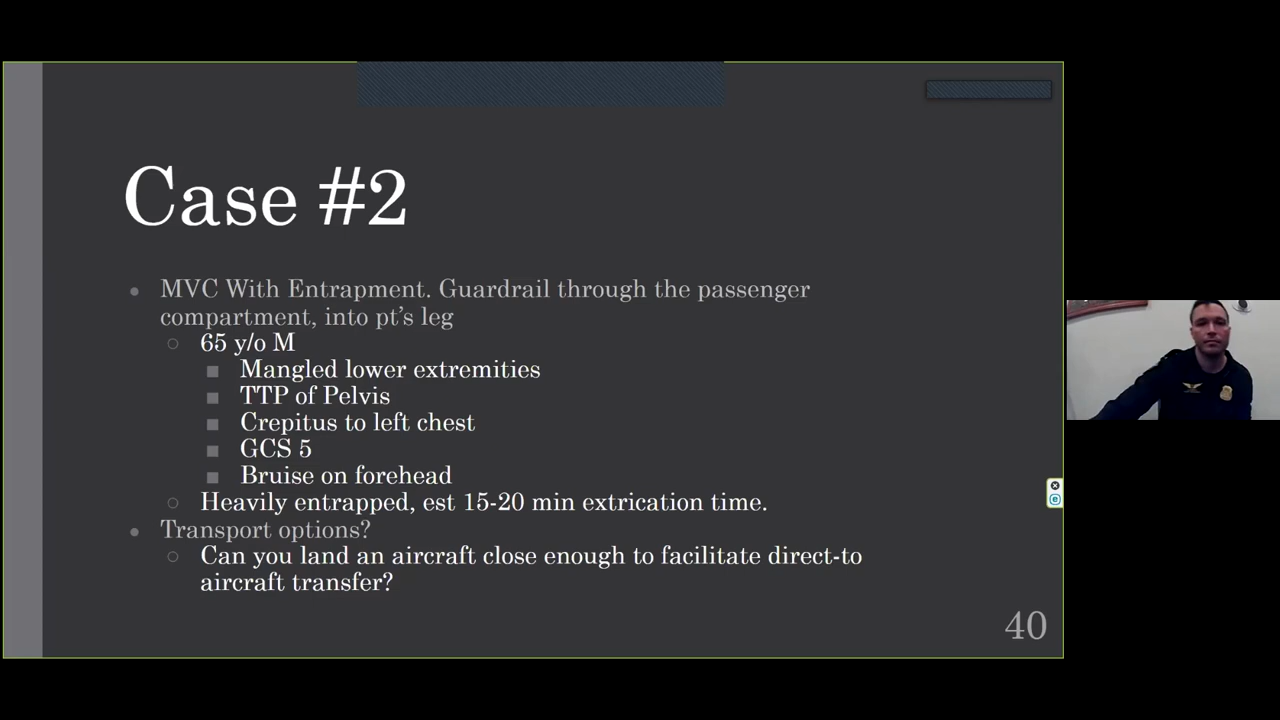 Case #2
MVC With Entrapment. Guardrail through the passenger
compartment, into pt's leg
65 y/o M
Mangled lower extremities
TTP of Pelvis
Crepitus to left chest
GCS 5
Bruise on forehead
Heavily entrapped, est 15-20 min extrication time.
Transport options?
Can you land an aircraft close enough to facilitate direct-to
aircraft transfer?
40